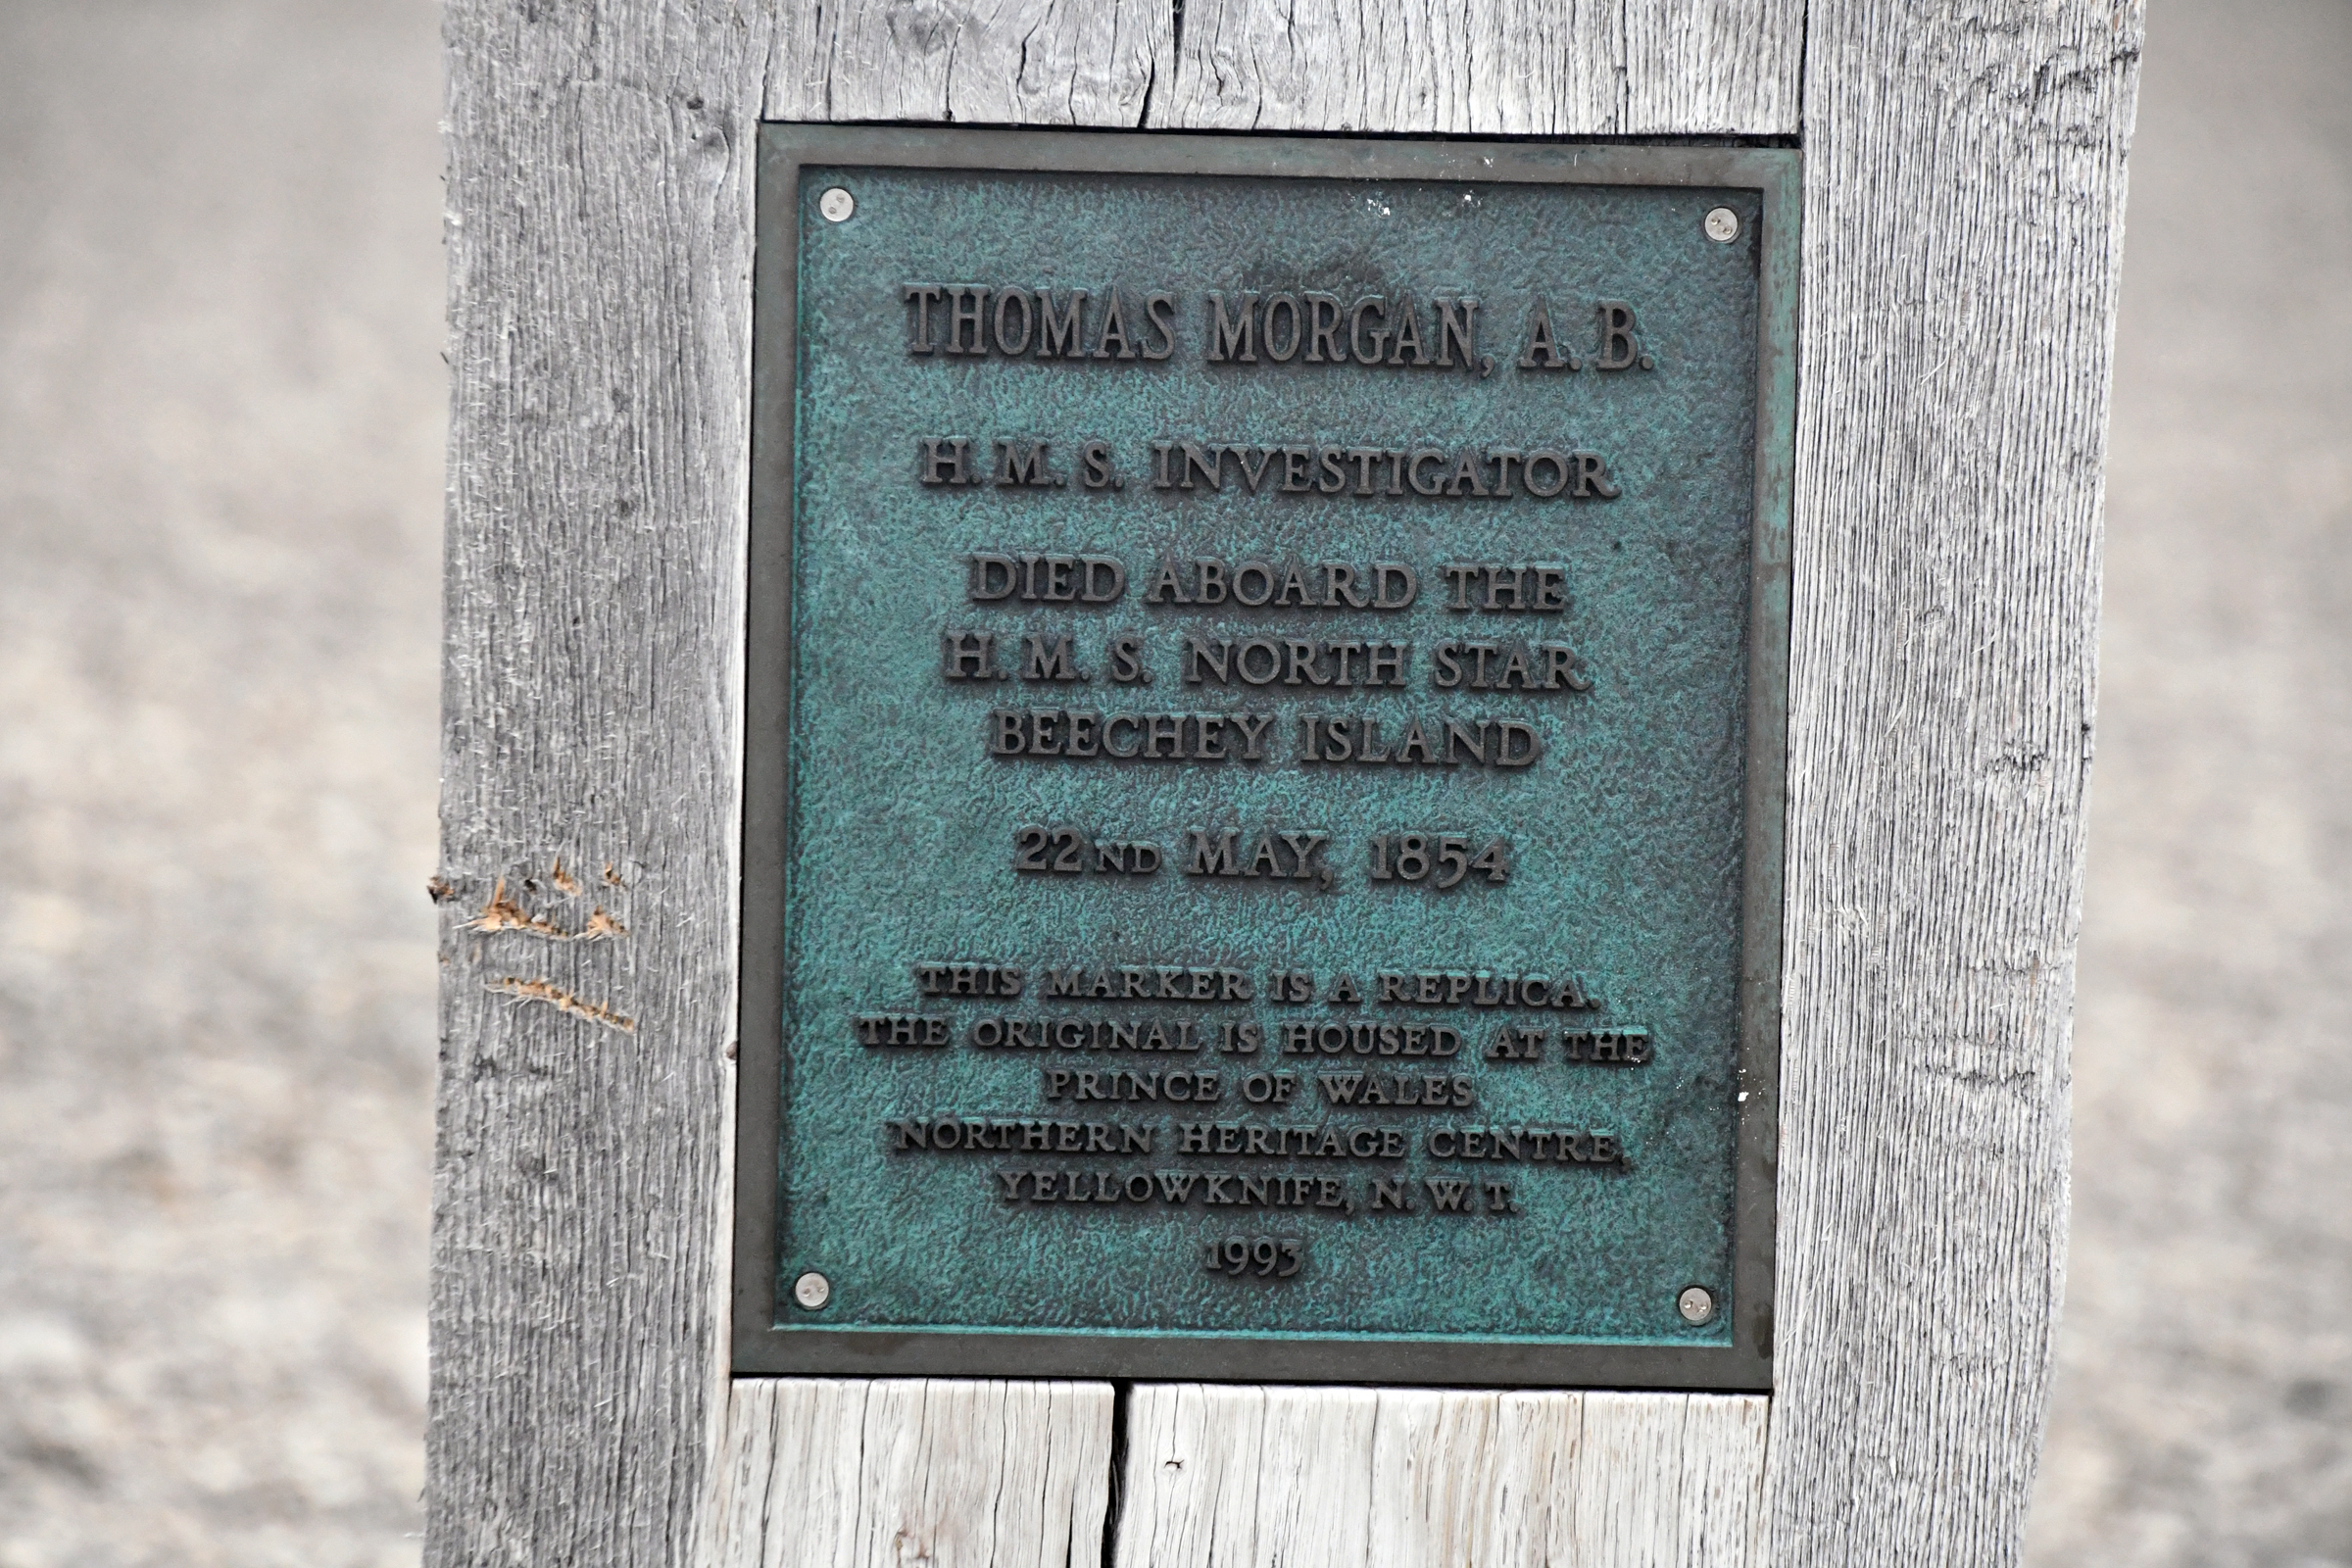 THOMAS MORGAN, A.B.
H.M.S. INVESTIGATOR
DIED ABOARD THE
H.M.S. NORTH STAR
BEECHEY ISLAND
22ND MAY, 1854
THIS MARKER IS A REPLICA.
THE ORIGINAL IS HOUSED AT THE
PRINCE OF WALES
NORTHERN HERITAGE CENTRE,
YELLOWKNIFE, N.W.T.
1993